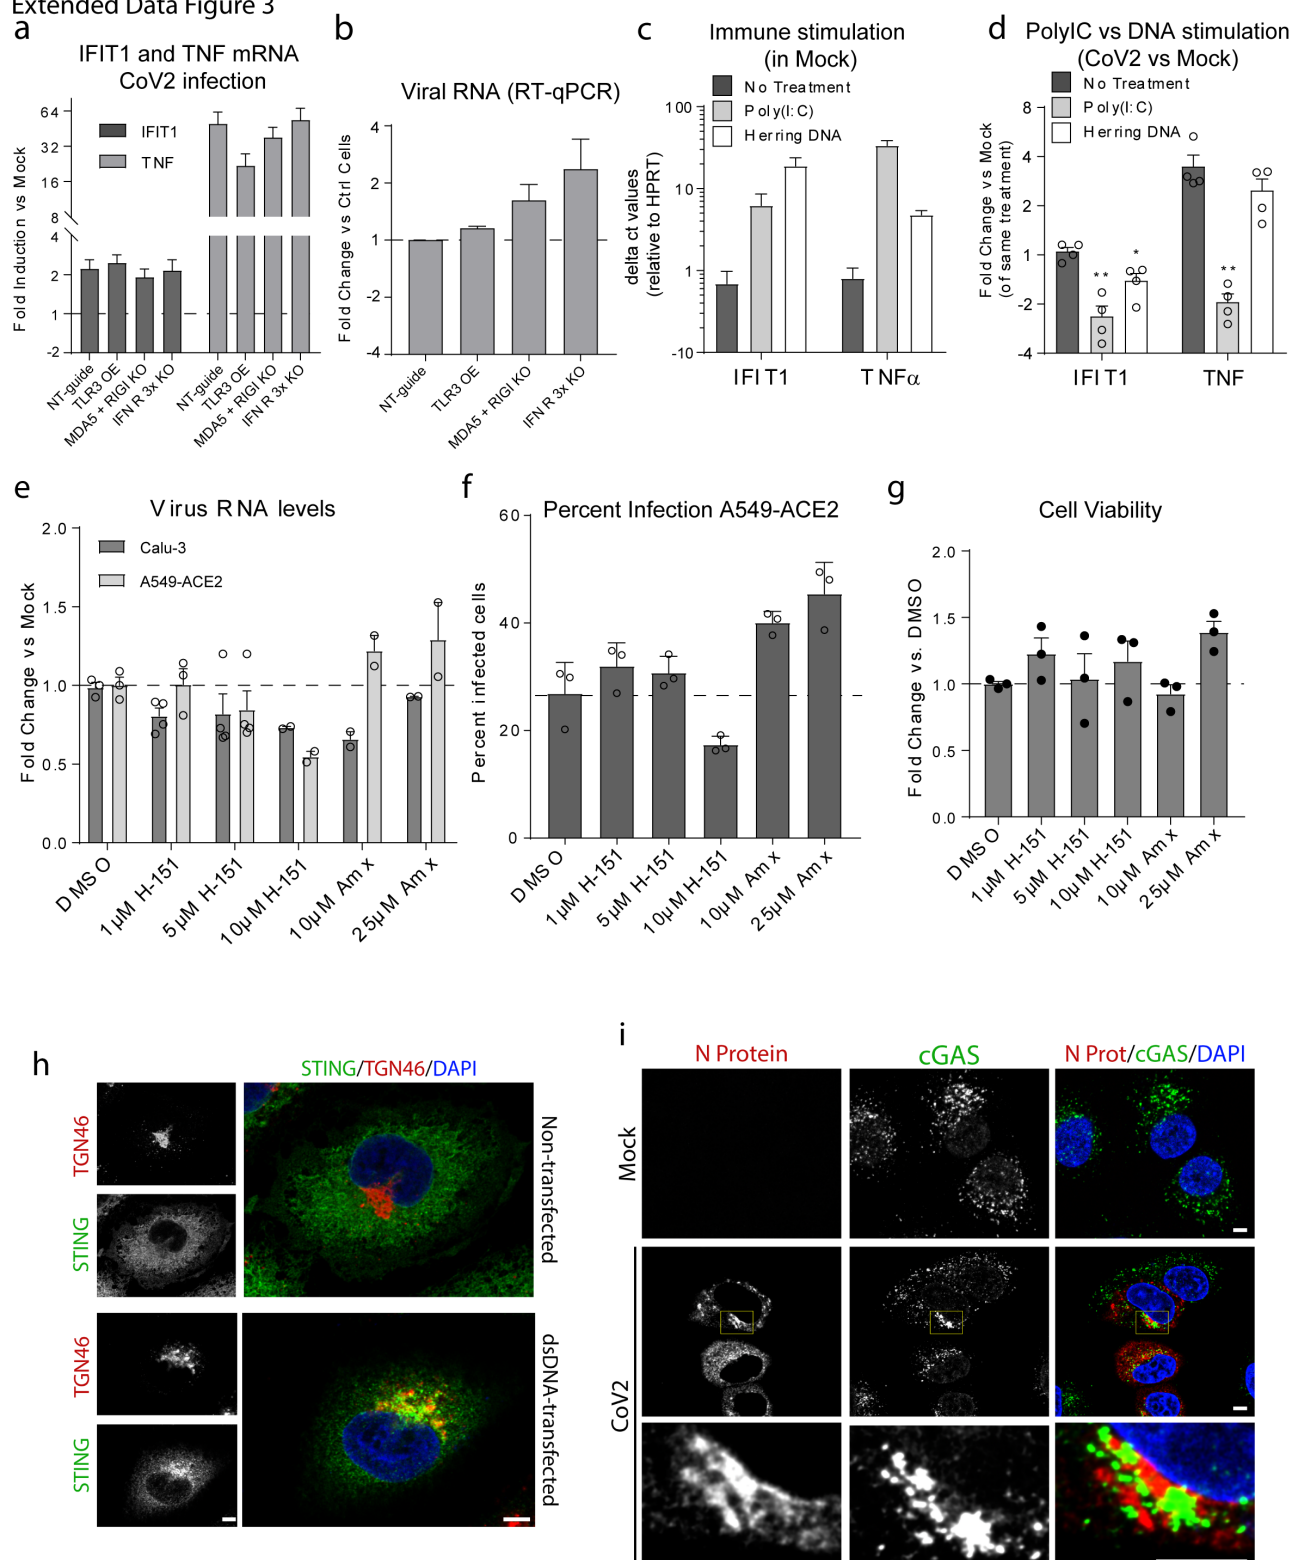 Extended Data Figure 3
a
IFIT1 and TNF mRNA
CoV2 infection
Fold Induction vs Mock
64
32
16
8
4
2
1
-2
IFIT1
TNF
NT-guide
TLR3 OE
MDA5 + RIGI KO
IFN R 3x KO
NT-guide
TLR3 OE
MDA5 + RIGI KO
IFN R 3x KO
b
Viral RNA (RT-qPCR)
Fold Change vs Ctrl Cells
4
2
1
-2
-4
NT-guide
TLR3 OE
MDA5 + RIGI KO
IFN R 3x KO
c
Immune stimulation
(in Mock)
No Treatment
Poly(I:C)
Herring DNA
delta ct values
(relative to HPRT)
100
10
1
-10
IFIT1
TNFα
d
PolyIC vs DNA stimulation
(CoV2 vs Mock)
No Treatment
Poly(I:C)
Herring DNA
Fold Change vs Mock
(of same treatment)
8
4
1
-2
-4
**
*
**
IFIT1
TNF
e
Virus RNA levels
Fold Change vs Mock
2.0
1.5
1.0
0.5
0.0
Calu-3
A549-ACE2
DMSO
1µM H-151
5µM H-151
10µM H-151
10µM Amx
25µM Amx
f
Percent Infection A549-ACE2
Percent infected cells
60
40
20
0
DMSO
1µM H-151
5µM H-151
10µM H-151
10µM Amx
25µM Amx
g
Cell Viability
Fold Change vs. DMSO
2.0
1.5
1.0
0.5
0.0
DMSO
1µM H-151
5µM H-151
10µM H-151
10µM Amx
25µM Amx
h
STING/TGN46/DAPI
TGN46
STING
Non-transfected
TGN46
STING
dsDNA-transfected
i
N Protein
cGAS
N Prot/cGAS/DAPI
Mock
CoV2